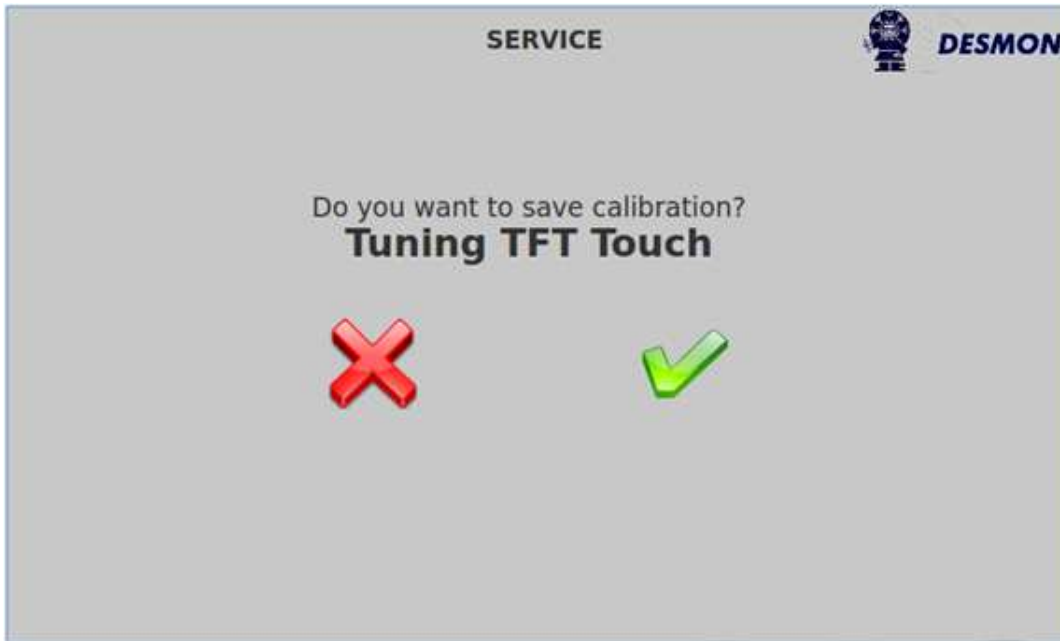 SERVICE
DESMON
Do you want to save calibration?
Tuning TFT Touch